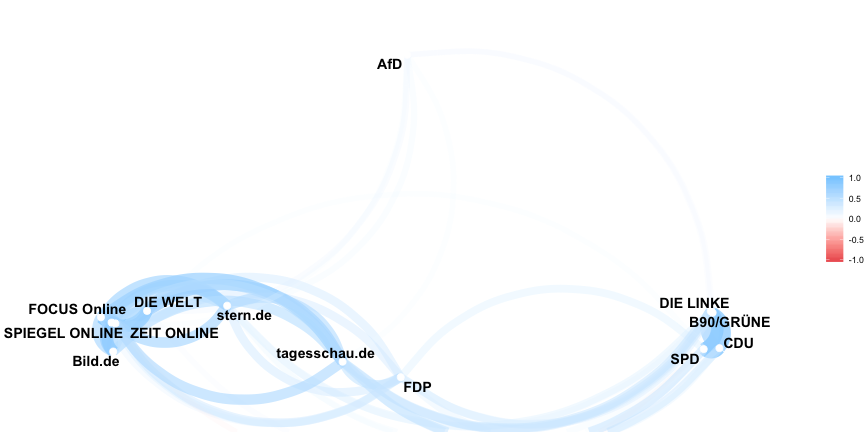 AfD
1.0
0.5
0.0
-0.5
-1.0
DIE LINKE
FOCUS Online DIE WELT
stern.de
B90/GRÜNE
SPIEGEL ONLINE ZEIT ONLINE
CDU
tagesschau.de
Bild.de
SPD
FDP